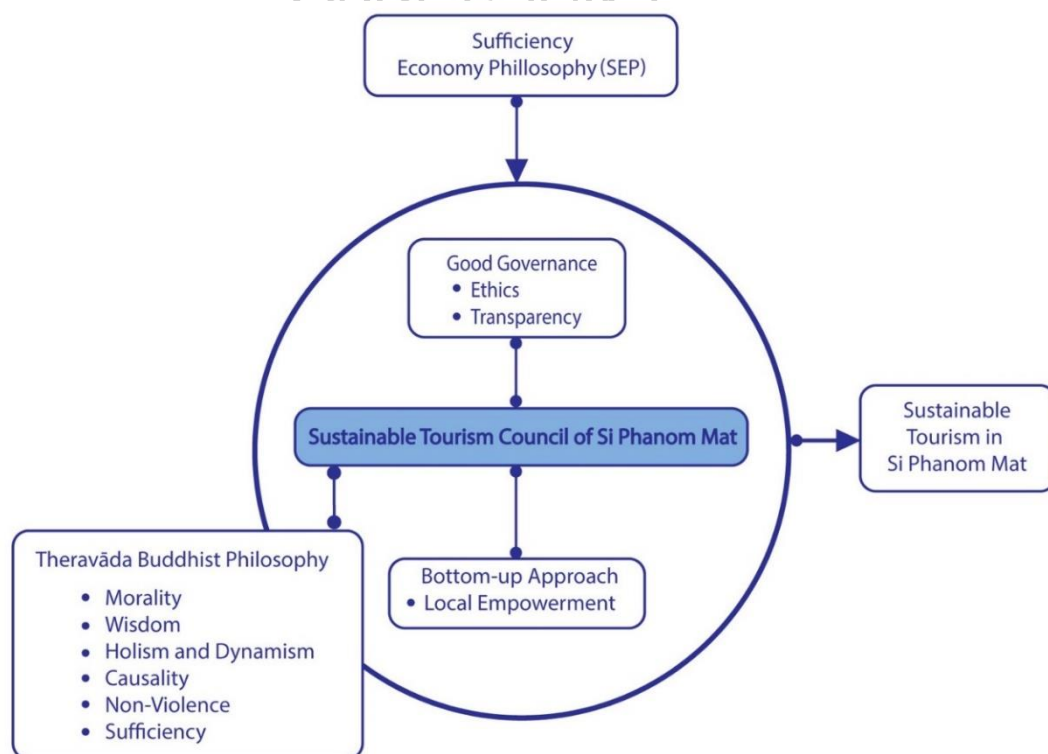 Sufficiency
Economy Phillosophy (SEP)
Good Governance
• Ethics
• Transparency
Sustainable Tourism Council of Si Phanom Mat
Sustainable
Tourism in
Si Phanom Mat
Theravāda Buddhist Philosophy
• Morality
• Wisdom
• Holism and Dynamism
• Causality
• Non-Violence
• Sufficiency
Bottom-up Approach
• Local Empowerment